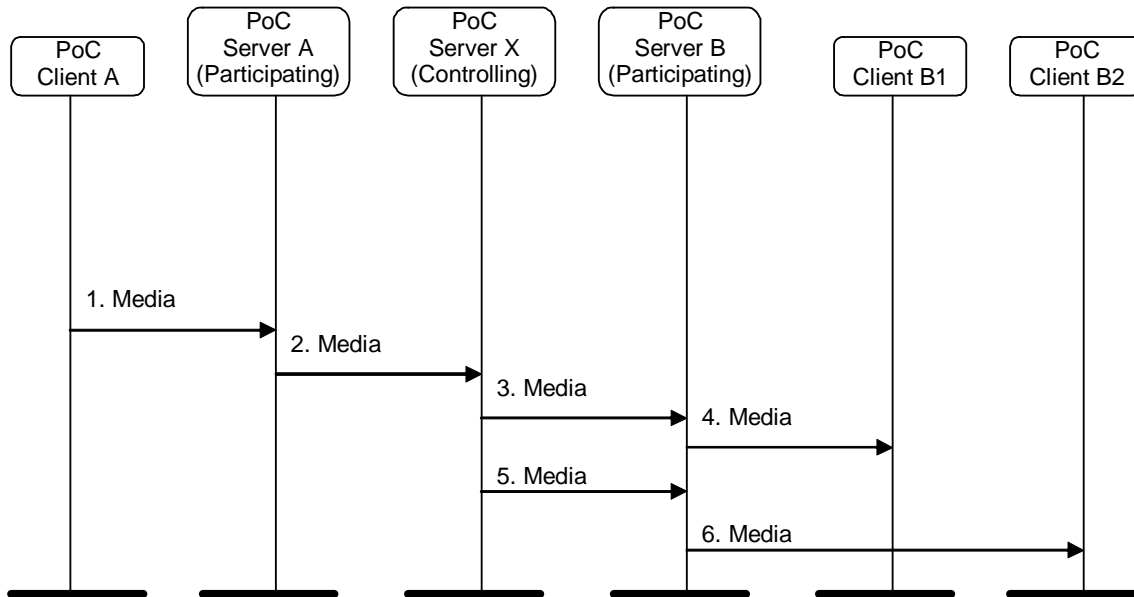 PoC
Client A
PoC
Server A
(Participating)
PoC
Server X
(Controlling)
PoC
Server B
(Participating)
PoC
Client B1
PoC
Client B2
1. Media
2. Media
3. Media
4. Media
5. Media
6. Media